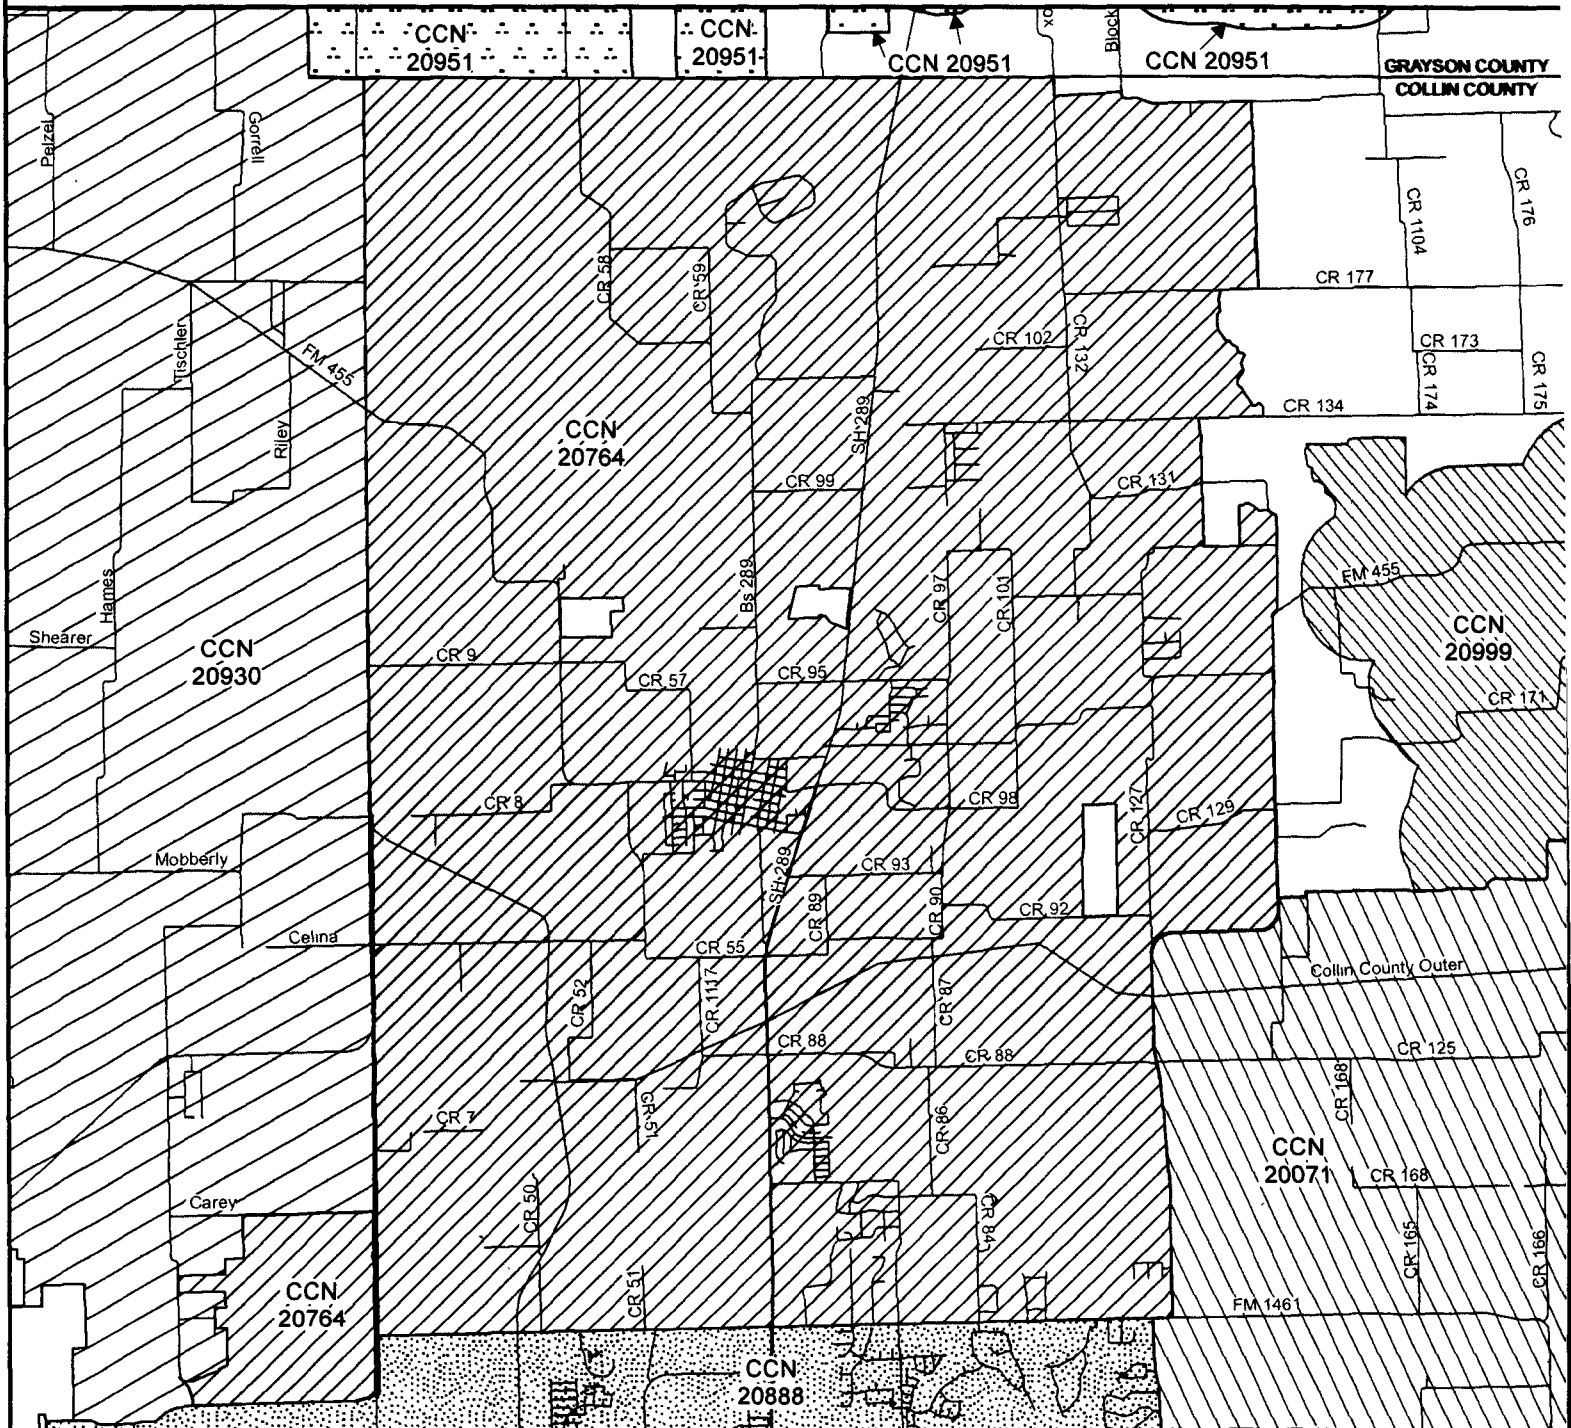 CCN
20951
CCN
20951
CCN 20951
Block
CCN 20951
GRAYSON COUNTY
COLLIN COUNTY
Pelzel
Gorrell
CR 176
CR 1104
CR 58
CR 59
CR 177
Tischler
FM 455
CR 102
CR 132
CR 173
CR 174
CR 175
CR 134
Riley
CCN
20764
SH 289
CR 99
CR 131
Hames
Bs 289
CR 97
CR 101
FM 455
Shearer
CCN
20930
CR 9
CR 57
CR 95
CCN
20999
CR 171
CR 8
CR 98
CR 127
CR 129
Mobberly
SH 289
CR 93
CR 89
CR 90
CR 92
Celina
CR 55
Collin County Outer
CR 52
CR 1117
CR 87
CR 88
CR 88
CR 125
CR 7
CR 51
CR 86
CR 168
CCN
20071
CR 168
Carey
CR 50
CR 84
CR 165
CR 166
CCN
20764
CR 51
FM 1461
CCN
20888